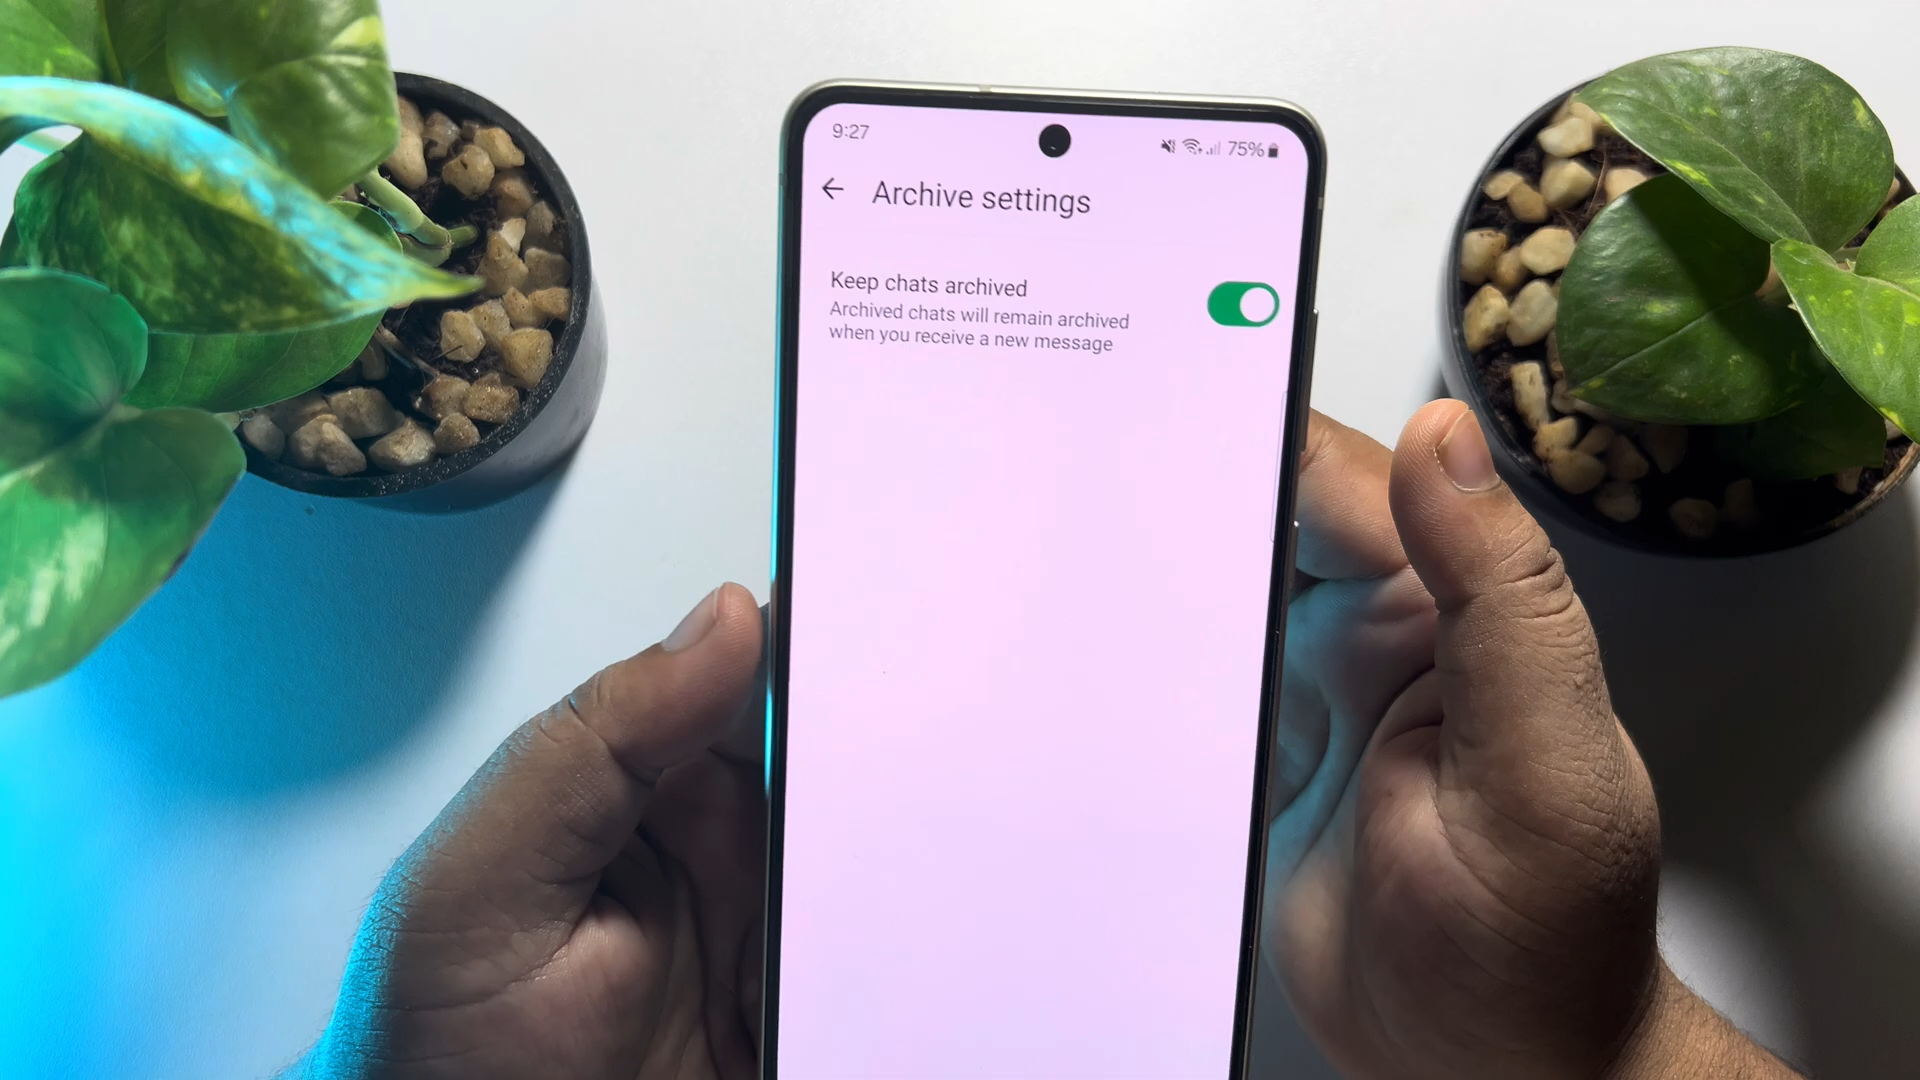 9:27
75%
Archive settings
Keep chats archived
Archived chats will remain archived
when you receive a new message